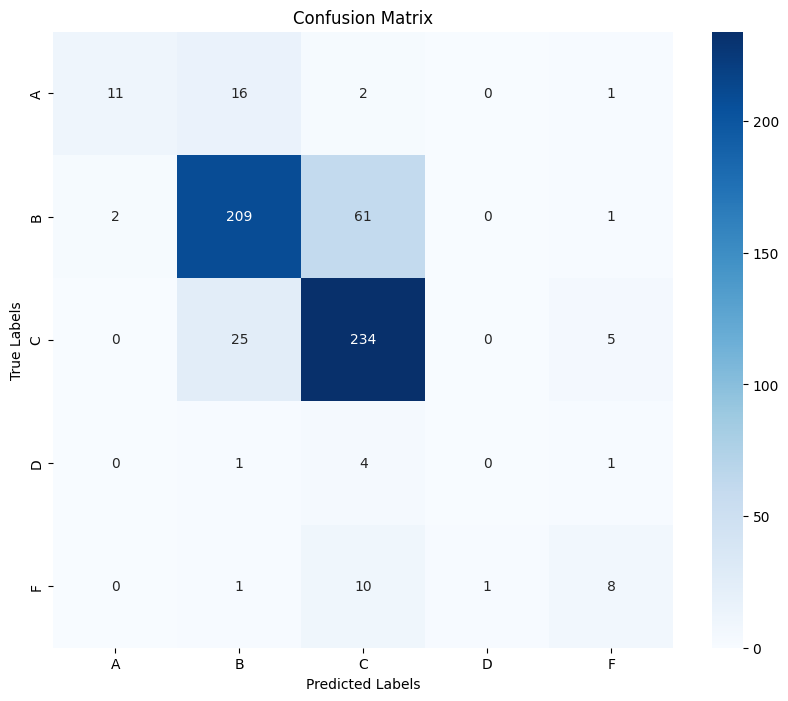 Confusion Matrix
True Labels
A 11 16 2 0 1
B 2 209 61 0 1
C 0 25 234 0 5
D 0 1 4 0 1
F 0 1 10 1 8
A B C D F
Predicted Labels
200
150
100
50
0